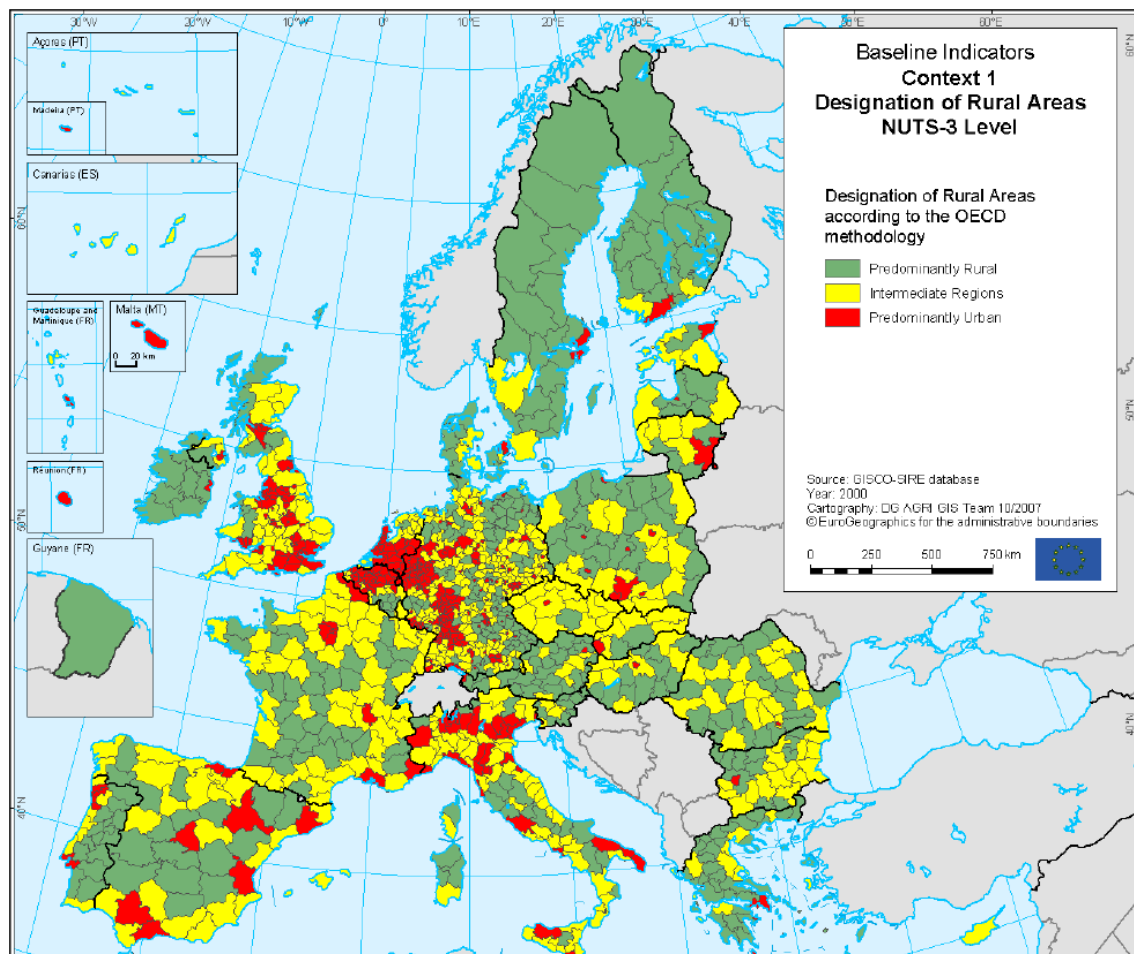 30°W
20°W
10°W
0°
10°E
20°E
30°E
40°E
50°E
60°E
Açores (PT)
Madeira (PT)
Canarias (ES)
Guadeloupe and
Martinique (FR)
Malta (MT)
0 20 km
Réunion (FR)
Guyane (FR)
60°N
50°N
40°N
60°N
50°N
40°N
Baseline Indicators
Context 1
Designation of Rural Areas
NUTS-3 Level
Designation of Rural Areas
according to the OECD
methodology
Predominantly Rural
Intermediate Regions
Predominantly Urban
Source: GISCO-SIRE database
Year: 2000
Cartography: DG AGRI GIS Team 10/2007
©EuroGeographics for the administrative boundaries
0 250 500 750 km